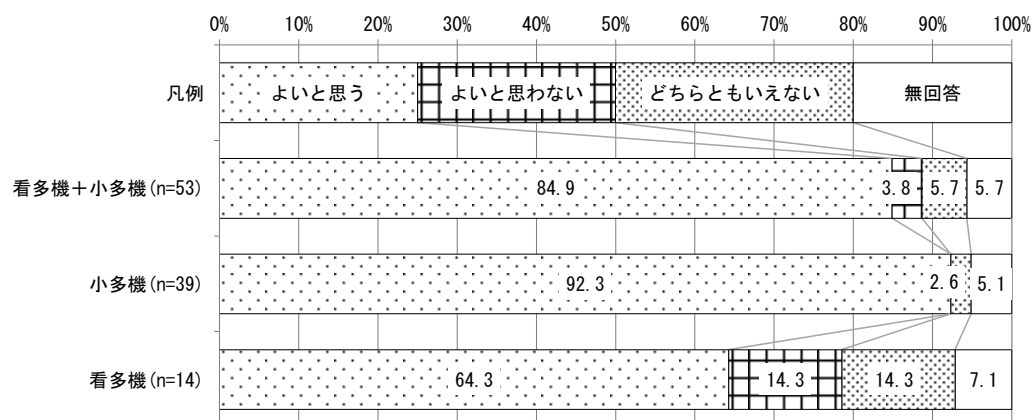 0% 10% 20% 30% 40% 50% 60% 70% 80% 90% 100%
凡例 よいと思う よいと思わない どちらともいえない 無回答
看多機+小多機(n=53) 84.9 3.8 5.7 5.7
小多機(n=39) 92.3 2.6 5.1
看多機(n=14) 64.3 14.3 14.3 7.1